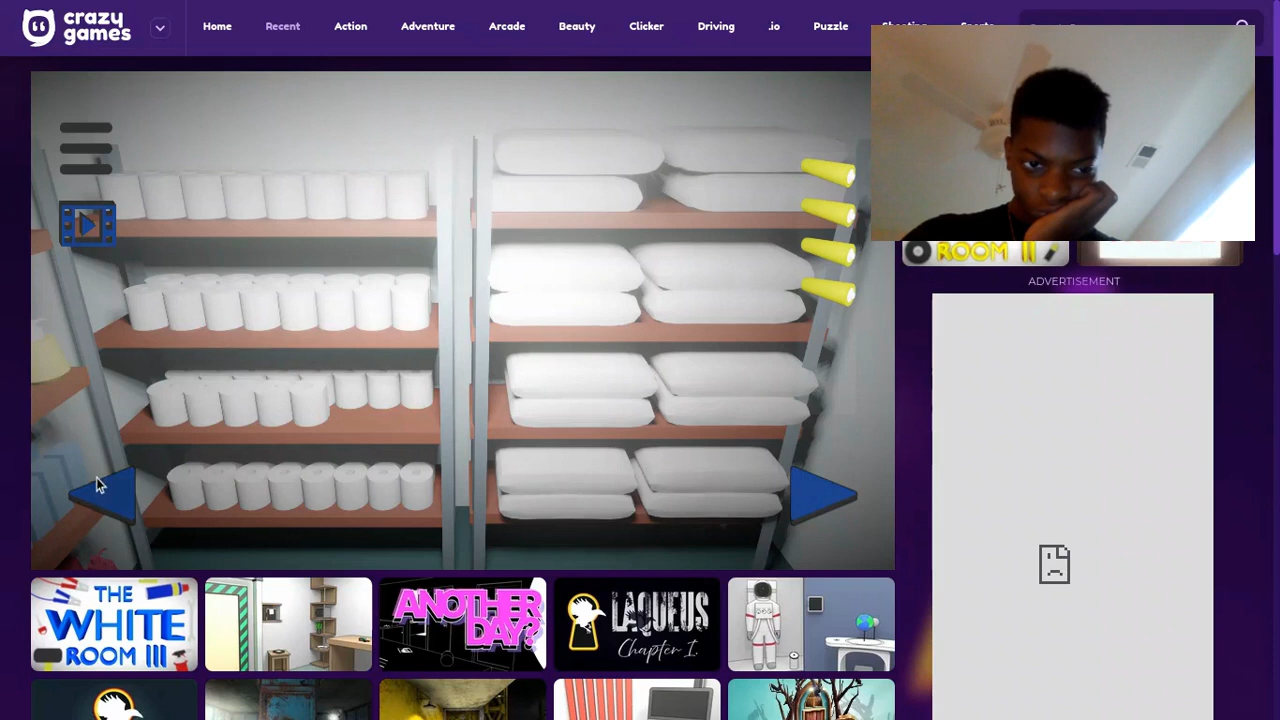 crazy games
Home Recent Action Adventure Arcade Beauty Clicker Driving .io Puzzle
ROOM II
ADVERTISEMENT
THE
WHITE
ROOM III
ANOTHER
DAY?
LAQUEUS
Chapter I.